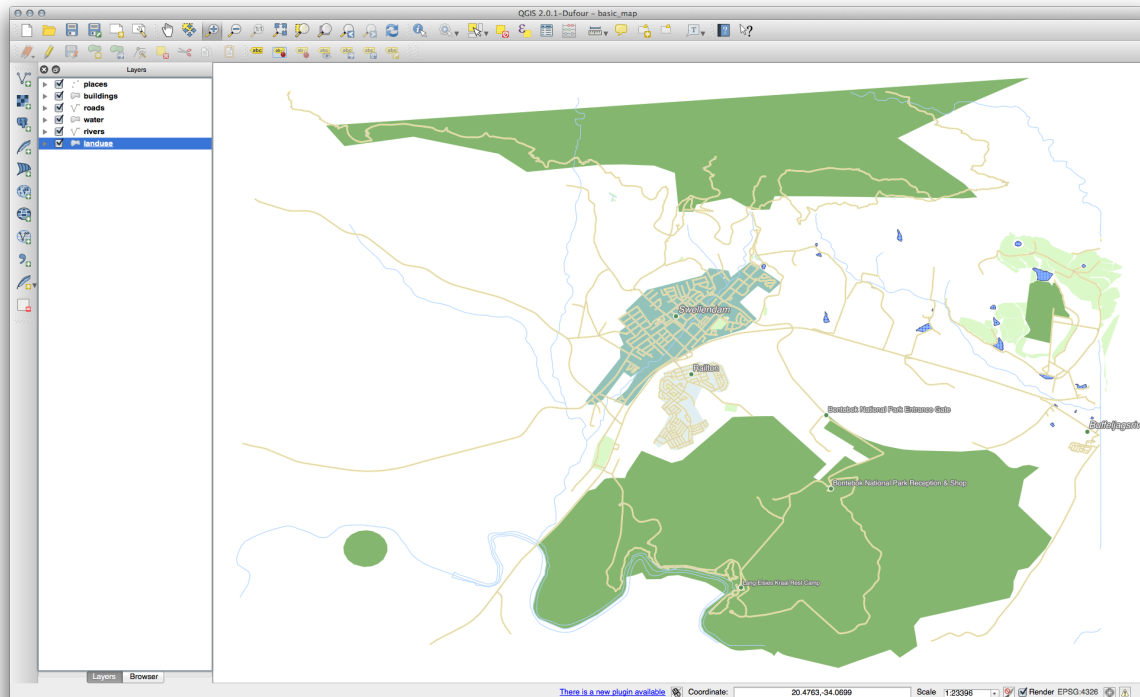 QGIS 2.0.1-Dufour - basic_map
Layers
places
buildings
roads
water
rivers
landuse
Swellendam
Railton
Bontebok National Park Entrance Gate
Buffeljagsriv
Bontebok National Park Reception & Shop
Lang Elsies Kraal Rest Camp
Layers Browser
There is a new plugin available Coordinate: 20.4763,-34.0699 Scale 1:23396 Render EPSG:4326